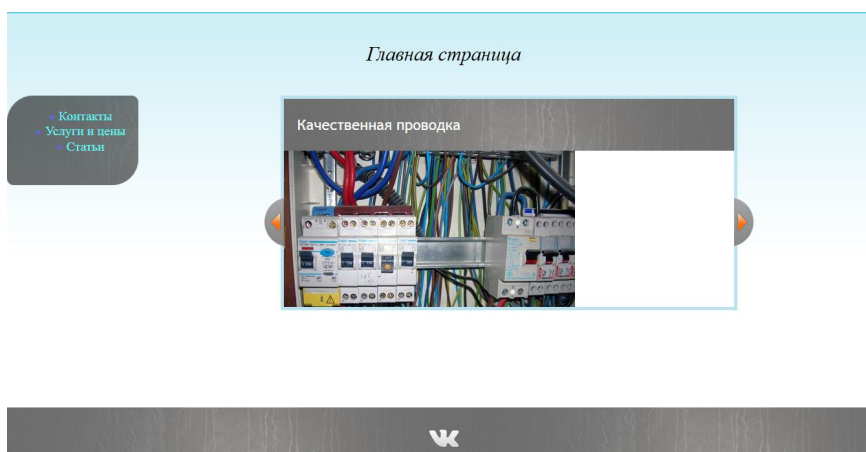 Главная страница
Контакты
Услуги и цены
Статьи
Качественная проводка